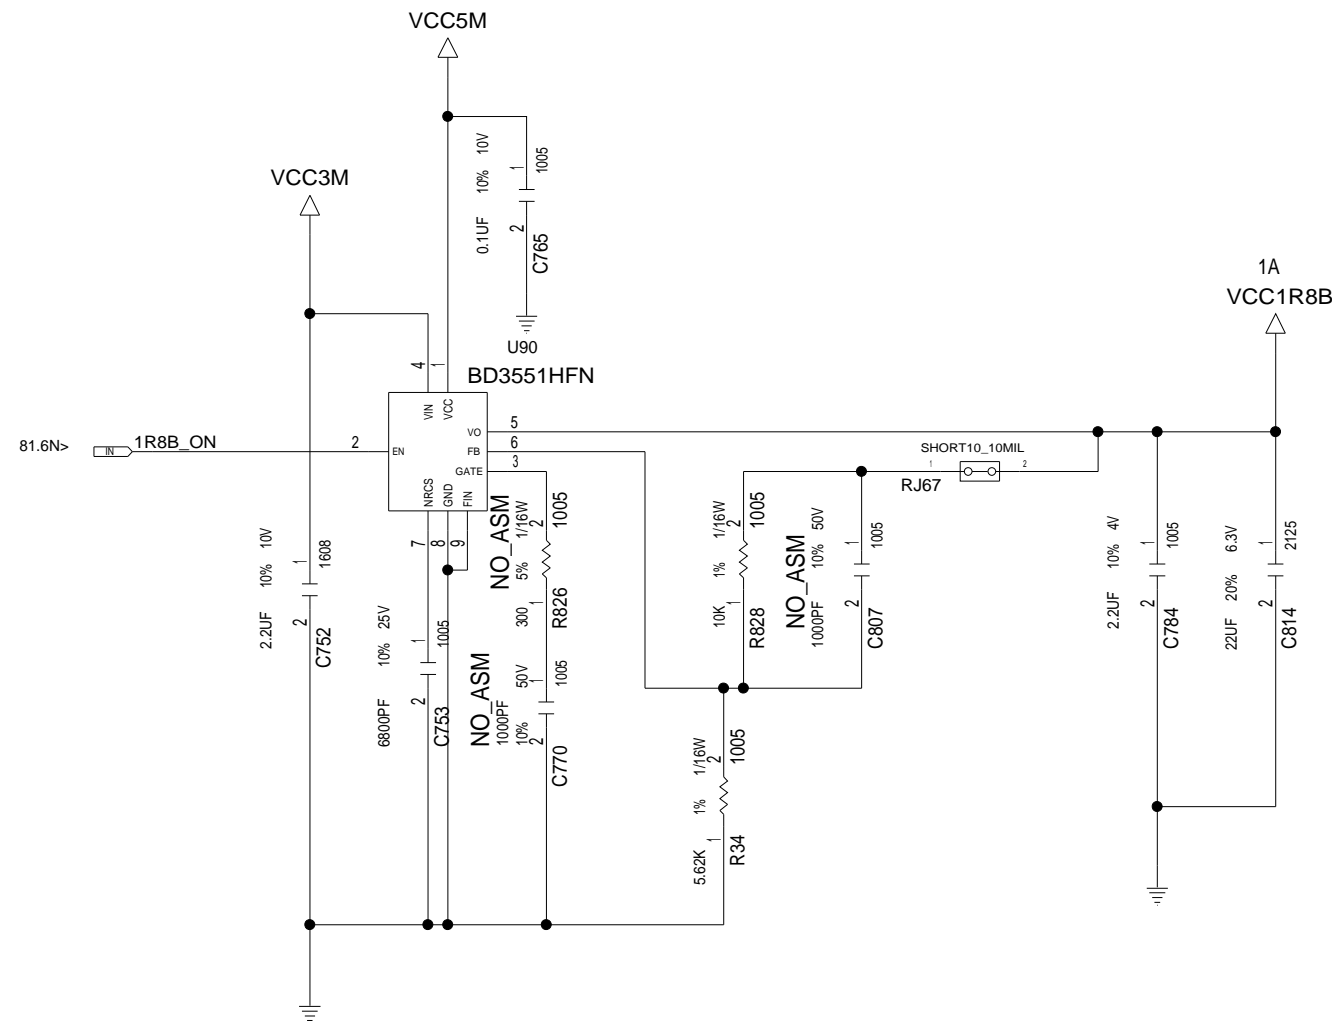 VCC5M
VCC3M
0.1UF 10% 10V
1
1005
2
C765
1A
VCC1R8B
U90
BD3551HFN
4
1
VIN
VCC
81.6N>
IN
1R8B_ON
2
EN
VO
5
FB
6
GATE
3
NRCS
GND
FIN
7
8
9
SHORT10_10MIL
1
2
RJ67
2.2UF 10% 10V
1
1608
2
C752
6800PF 10% 25V
1
1005
2
C753
NO_ASM
300 5% 1/16W
2
1005
1
R826
NO_ASM
1000PF
10% 50V
1
1005
2
C770
10K 1% 1/16W
2
1005
1
R828
NO_ASM
1000PF 10% 50V
1
1005
2
C807
5.62K 1% 1/16W
2
1005
1
R34
2.2UF 10% 4V
1
1005
2
C784
22UF 20% 6.3V
1
2125
2
C814